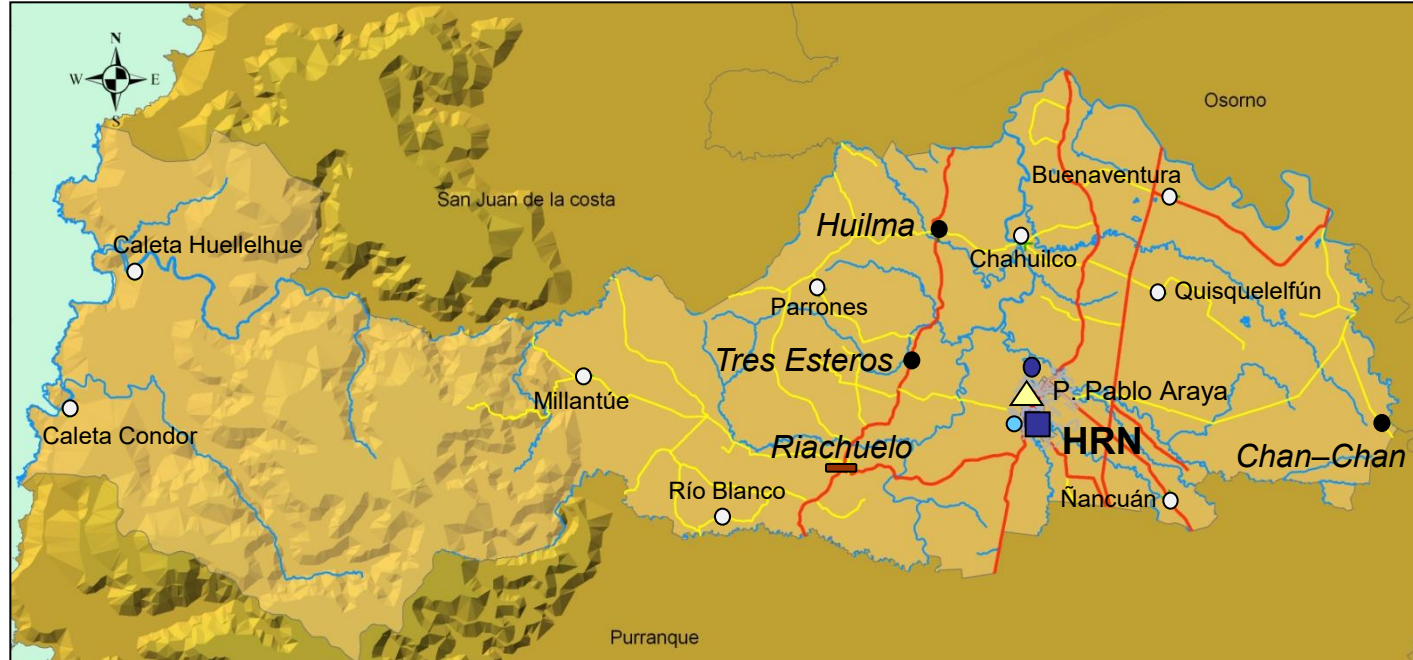 N
W E
S
Osorno
San Juan de la costa
Buenaventura
Huilma
Caleta Huellelhue
Chahuilco
Quisquelelfún
Parrones
Tres Esteros
Millantúe
P. Pablo Araya
Caleta Condor
HRN
Riachuelo
Chan–Chan
Río Blanco
Ñancuán
Purranque